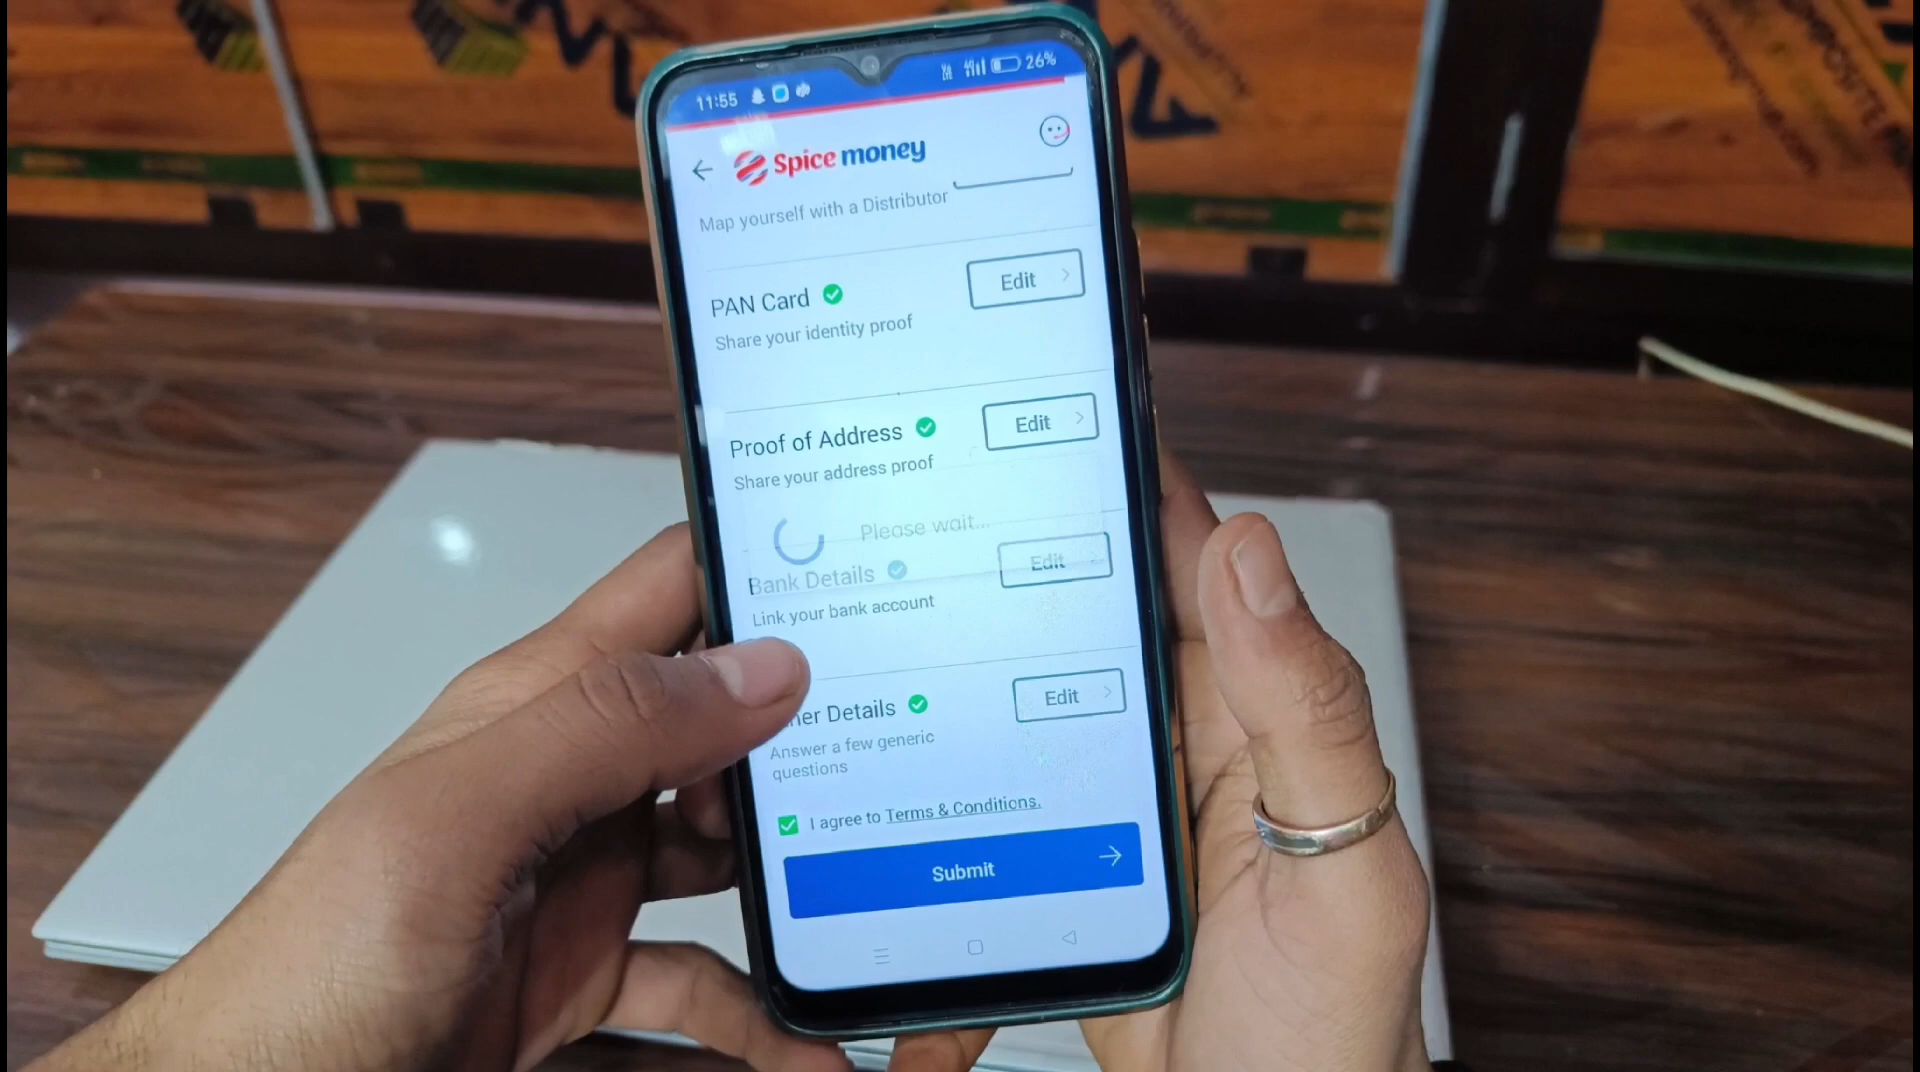 11:55
26%
Spice money
Map yourself with a Distributor
PAN Card
Edit
Share your identity proof
Proof of Address
Edit
Share your address proof
Please wait...
Bank Details
Edit
Link your bank account
her Details
Edit
Answer a few generic
questions
I agree to Terms & Conditions.
Submit